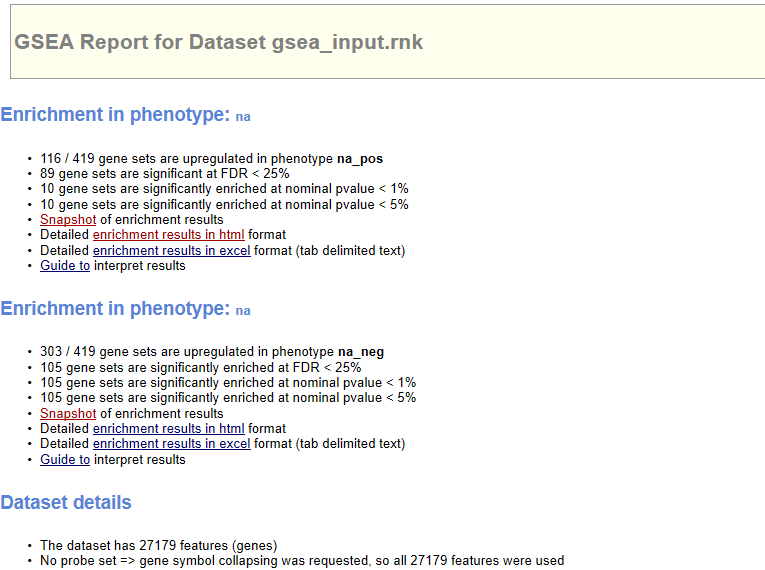 GSEA Report for Dataset gsea_input.rnk
Enrichment in phenotype: na
• 116 / 419 gene sets are upregulated in phenotype na_pos
• 89 gene sets are significant at FDR < 25%
• 10 gene sets are significantly enriched at nominal pvalue < 1%
• 10 gene sets are significantly enriched at nominal pvalue < 5%
• Snapshot of enrichment results
• Detailed enrichment results in html format
• Detailed enrichment results in excel format (tab delimited text)
• Guide to interpret results
Enrichment in phenotype: na
• 303 / 419 gene sets are upregulated in phenotype na_neg
• 105 gene sets are significantly enriched at FDR < 25%
• 105 gene sets are significantly enriched at nominal pvalue < 1%
• 105 gene sets are significantly enriched at nominal pvalue < 5%
• Snapshot of enrichment results
• Detailed enrichment results in html format
• Detailed enrichment results in excel format (tab delimited text)
• Guide to interpret results
Dataset details
• The dataset has 27179 features (genes)
• No probe set => gene symbol collapsing was requested, so all 27179 features were used